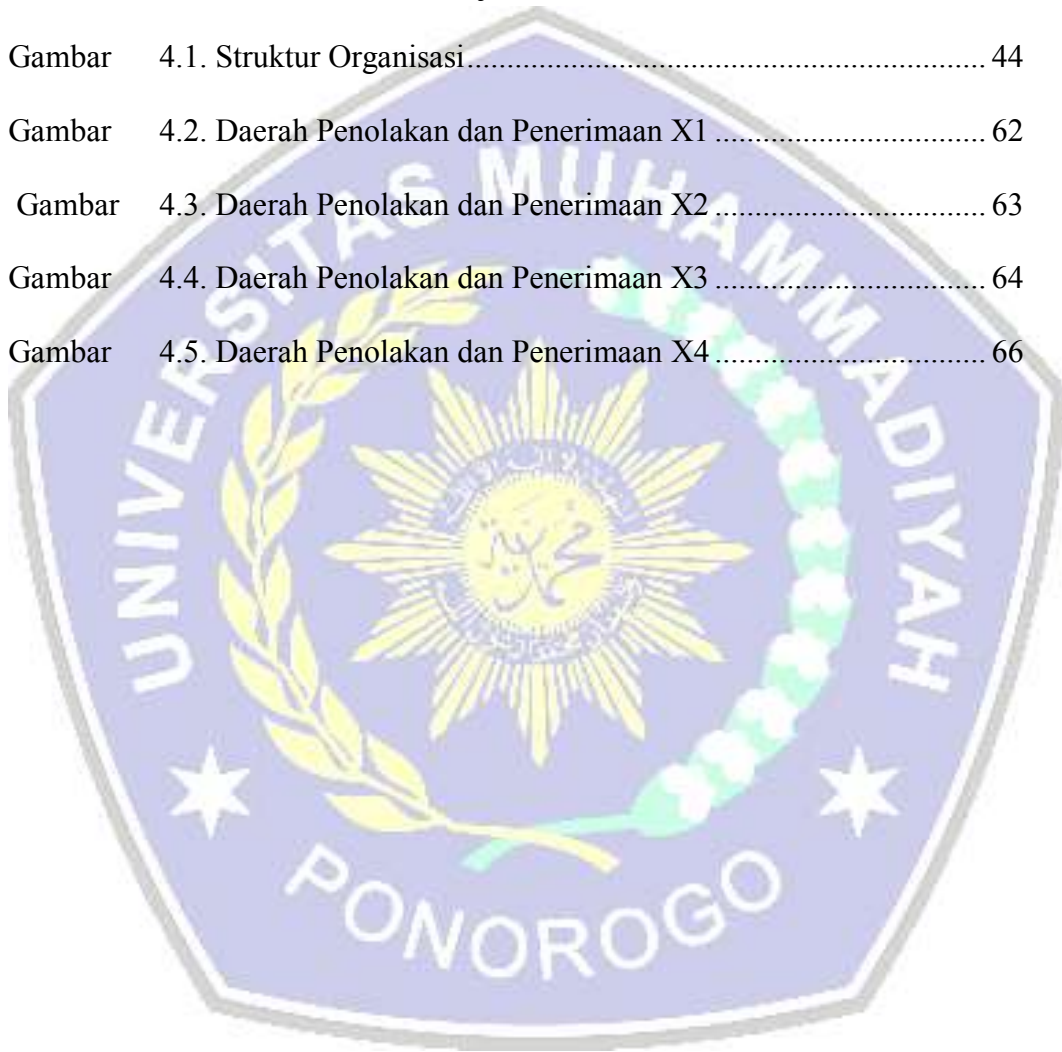 Gambar 4.1. Struktur Organisasi.................................................................. 44
Gambar 4.2. Daerah Penolakan dan Penerimaan X1 .................................. 62
Gambar 4.3. Daerah Penolakan dan Penerimaan X2 .................................. 63
Gambar 4.4. Daerah Penolakan dan Penerimaan X3 .................................. 64
Gambar 4.5. Daerah Penolakan dan Penerimaan X4 .................................. 66
UNIVERSITAS MUHAMMADIYAH
PONOROGO